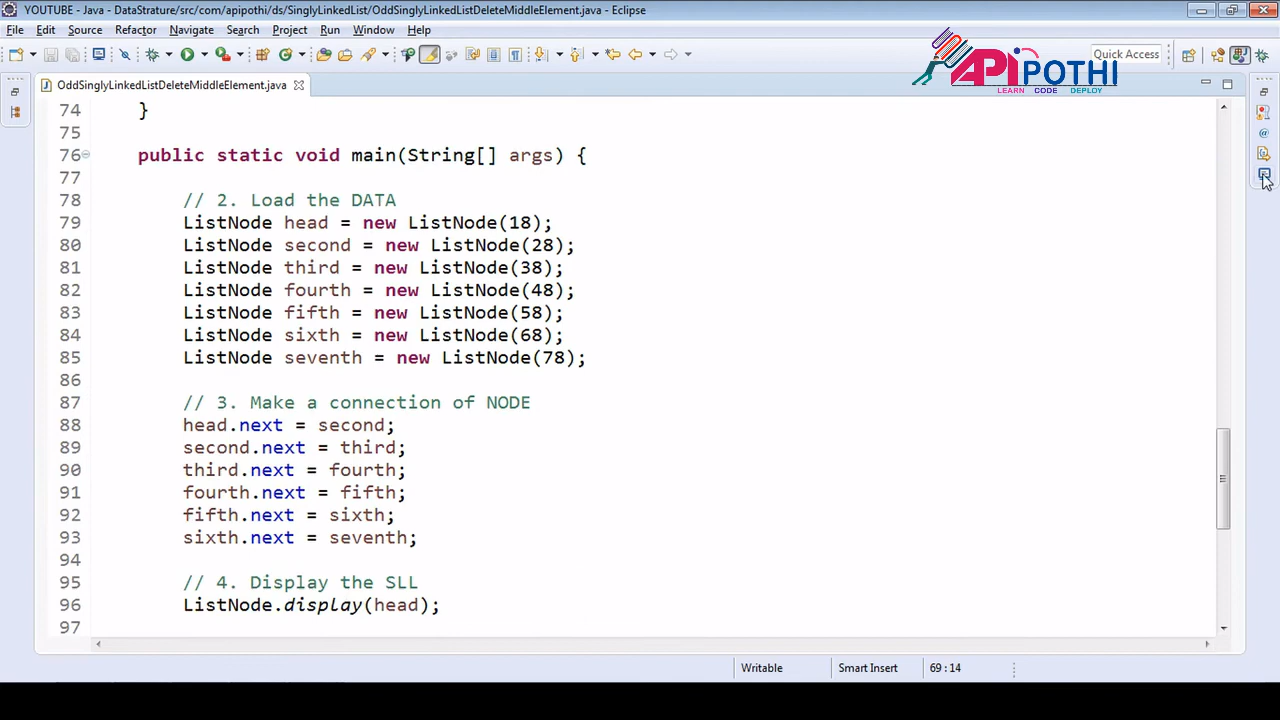 YOUTUBE - Java - DataStrature/src/com/apipothi/ds/SinglyLinkedList/OddSinglyLinkedListDeleteMiddleElement.java - Eclipse
File Edit Source Refactor Navigate Search Project Run Window Help
Quick Access
APIPOTHI
LEARN CODE DEPLOY
OddSinglyLinkedListDeleteMiddleElement.java
74 }
75
76 public static void main(String[] args) {
77
78 // 2. Load the DATA
79 ListNode head = new ListNode(18);
80 ListNode second = new ListNode(28);
81 ListNode third = new ListNode(38);
82 ListNode fourth = new ListNode(48);
83 ListNode fifth = new ListNode(58);
84 ListNode sixth = new ListNode(68);
85 ListNode seventh = new ListNode(78);
86
87 // 3. Make a connection of NODE
88 head.next = second;
89 second.next = third;
90 third.next = fourth;
91 fourth.next = fifth;
92 fifth.next = sixth;
93 sixth.next = seventh;
94
95 // 4. Display the SLL
96 ListNode.display(head);
97
Writable Smart Insert 69 : 14